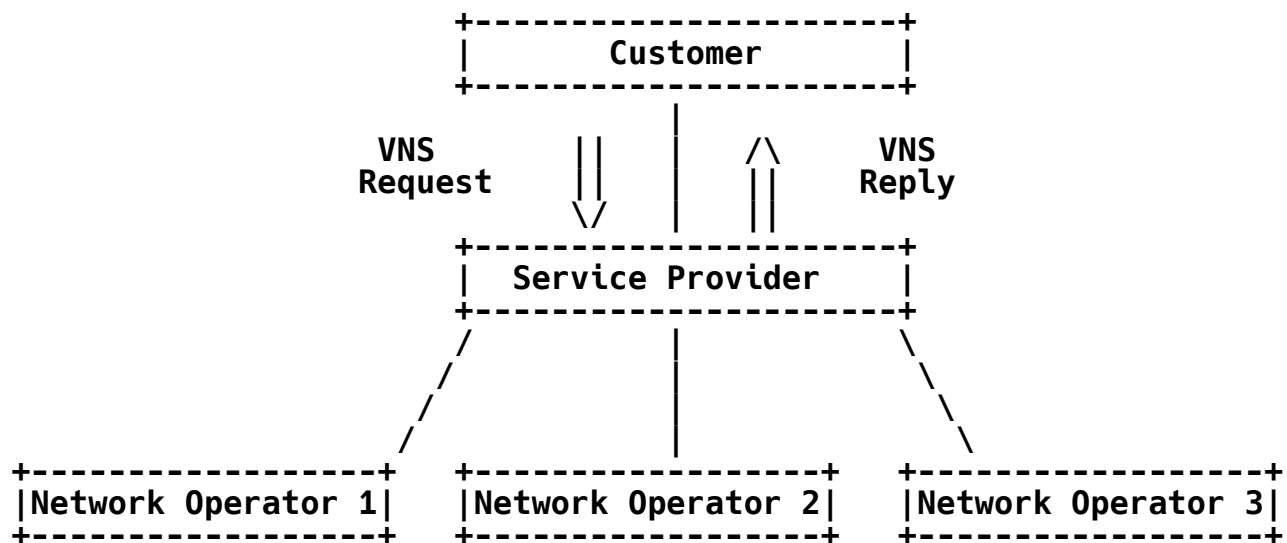 Customer
VNS VNS
Request Reply
Service Provider
Network Operator 1 Network Operator 2 Network Operator 3